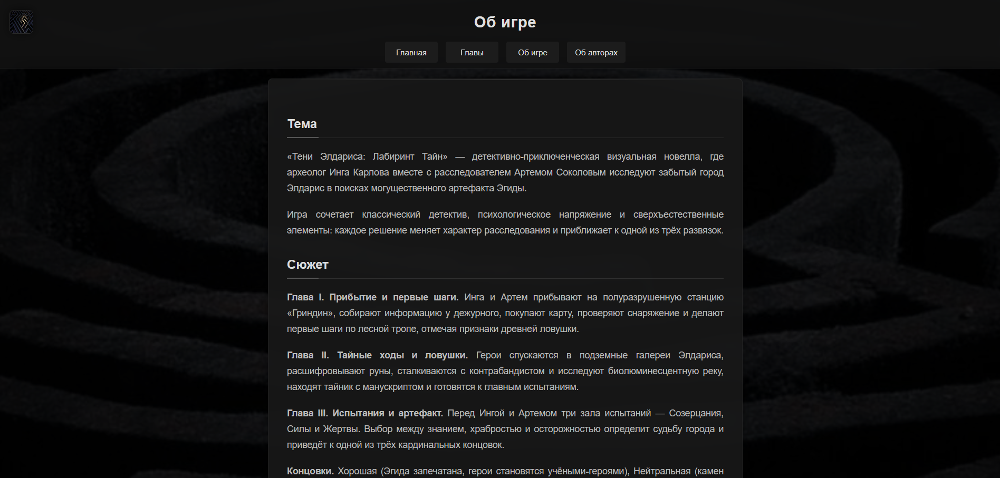 Об игре
Главная
Главы
Об игре
Об авторах
Тема
«Тени Элдариса: Лабиринт Тайн» — детективно-приключенческая визуальная новелла, где
археолог Инга Карлова вместе с расследователем Артемом Соколовым исследуют забытый город
Элдарис в поисках могущественного артефакта Эгиды.
Игра сочетает классический детектив, психологическое напряжение и сверхъестественные
элементы: каждое решение меняет характер расследования и приближает к одной из трёх развязок.
Сюжет
Глава I. Прибытие и первые шаги. Инга и Артем прибывают на полуразрушенную станцию
«Гриндин», собирают информацию у дежурного, покупают карту, проверяют снаряжение и делают
первые шаги по лесной тропе, отмечая признаки древней ловушки.
Глава II. Тайные ходы и ловушки. Герои спускаются в подземные галереи Элдариса,
расшифровывают руны, сталкиваются с контрабандистом и исследуют биолюминесцентную реку,
находят тайник с манускриптом и готовятся к главным испытаниям.
Глава III. Испытания и артефакт. Перед Ингой и Артемом три зала испытаний — Созерцания,
Силы и Жертвы. Выбор между знанием, храбростью и осторожностью определит судьбу города и
приведёт к одной из трёх кардинальных концовок.
Концовки. Хорошая (Эгида запечатана, герои становятся учёными-героями), Нейтральная (камен